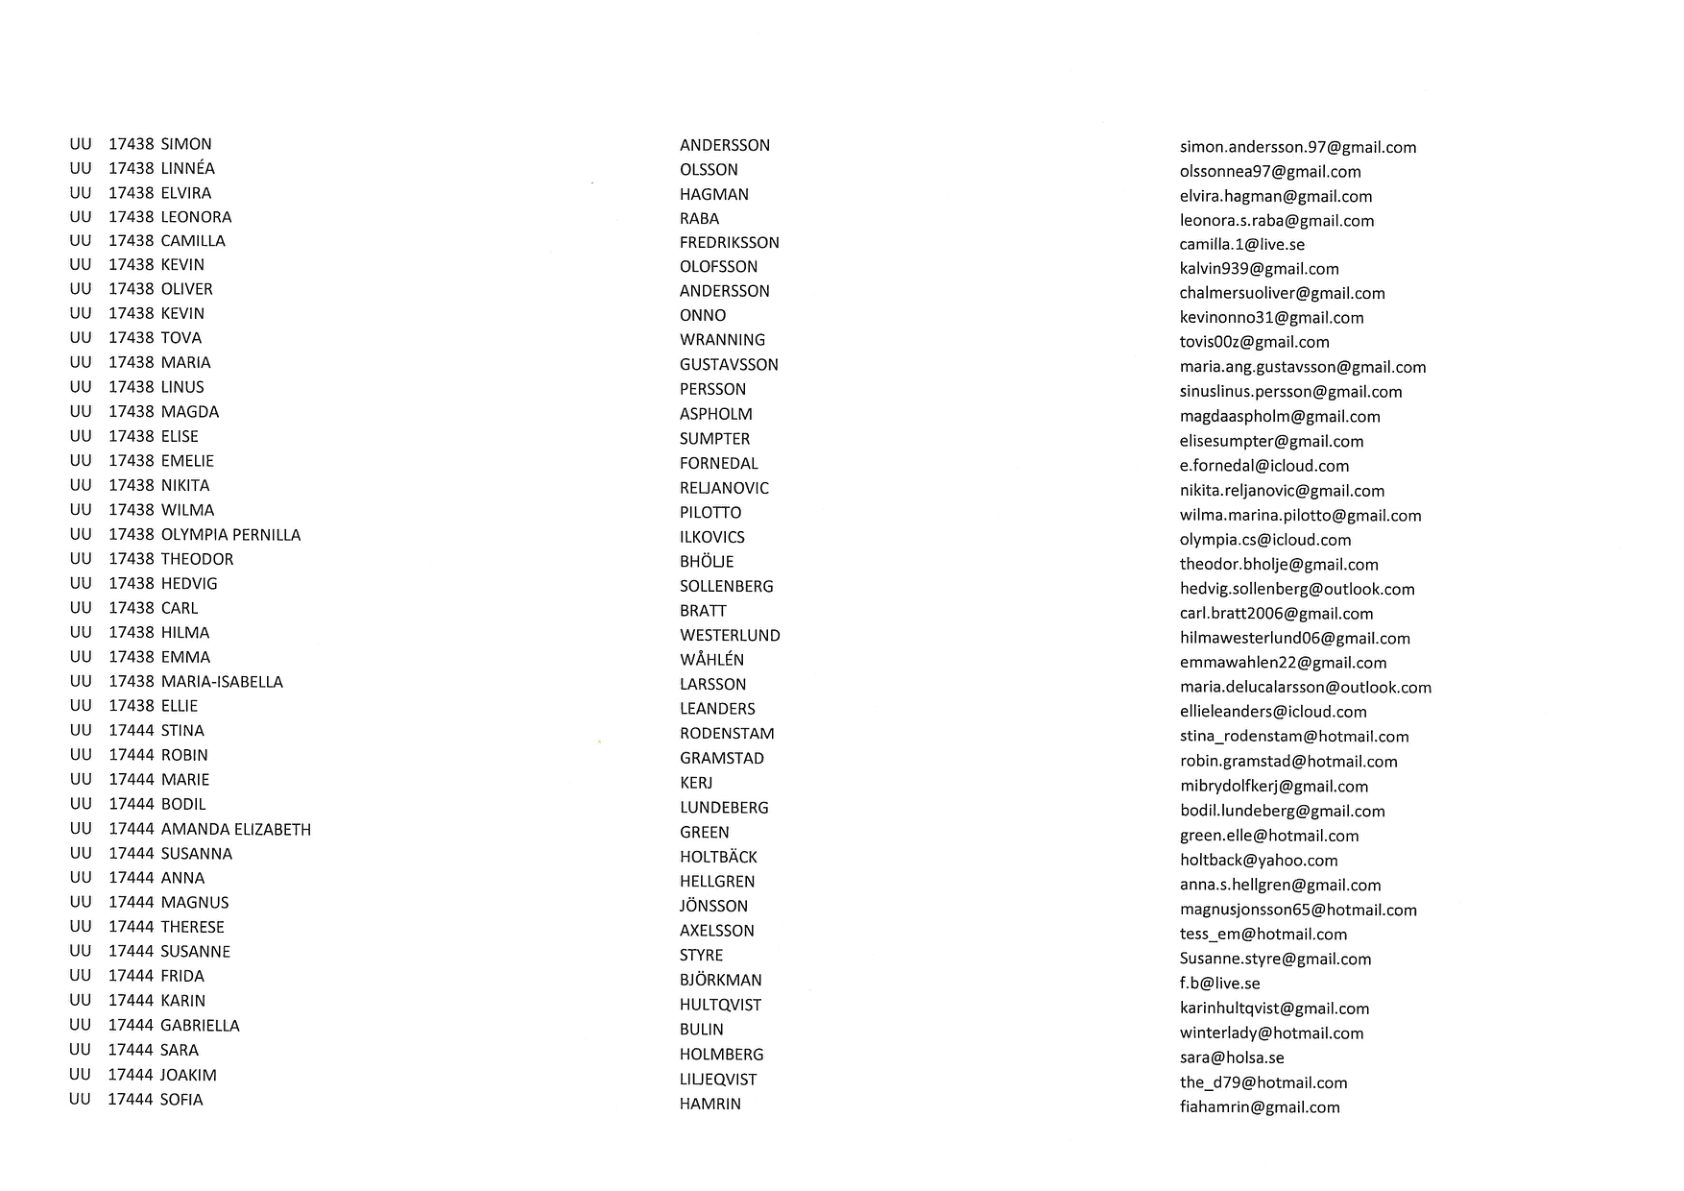 UU 17438 SIMON ANDERSSON simon.andersson.97@gmail.com
UU 17438 LINNÉA OLSSON olssonnea97@gmail.com
UU 17438 ELVIRA HAGMAN elvira.hagman@gmail.com
UU 17438 LEONORA RABA leonora.s.raba@gmail.com
UU 17438 CAMILLA FREDRIKSSON camilla.1@live.se
UU 17438 KEVIN OLOFSSON kalvin939@gmail.com
UU 17438 OLIVER ANDERSSON chalmersuoliver@gmail.com
UU 17438 KEVIN ONNO kevinonno31@gmail.com
UU 17438 TOVA WRANNING tovis00z@gmail.com
UU 17438 MARIA GUSTAVSSON maria.ang.gustavsson@gmail.com
UU 17438 LINUS PERSSON sinuslinus.persson@gmail.com
UU 17438 MAGDA ASPHOLM magdaaspholm@gmail.com
UU 17438 ELISE SUMPTER elisesumpter@gmail.com
UU 17438 EMELIE FORNEDAL e.fornedal@icloud.com
UU 17438 NIKITA RELJANOVIC nikita.reljanovic@gmail.com
UU 17438 WILMA PILOTTO wilma.marina.pilotto@gmail.com
UU 17438 OLYMPIA PERNILLA ILKOVICS olympia.cs@icloud.com
UU 17438 THEODOR BHÖLJE theodor.bholje@gmail.com
UU 17438 HEDVIG SOLLENBERG hedvig.sollenberg@outlook.com
UU 17438 CARL BRATT carl.bratt2006@gmail.com
UU 17438 HILMA WESTERLUND hilmawesterlund06@gmail.com
UU 17438 EMMA WÅHLÉN emmawahlen22@gmail.com
UU 17438 MARIA-ISABELLA LARSSON maria.delucalarsson@outlook.com
UU 17438 ELLIE LEANDERS ellieleanders@icloud.com
UU 17444 STINA RODENSTAM stina_rodenstam@hotmail.com
UU 17444 ROBIN GRAMSTAD robin.gramstad@hotmail.com
UU 17444 MARIE KERJ mibrydolfkerj@gmail.com
UU 17444 BODIL LUNDEBERG bodil.lundeberg@gmail.com
UU 17444 AMANDA ELIZABETH GREEN green.elle@hotmail.com
UU 17444 SUSANNA HOLTBÄCK holtback@yahoo.com
UU 17444 ANNA HELLGREN anna.s.hellgren@gmail.com
UU 17444 MAGNUS JÖNSSON magnusjonsson65@hotmail.com
UU 17444 THERESE AXELSSON tess_em@hotmail.com
UU 17444 SUSANNE STYRE Susanne.styre@gmail.com
UU 17444 FRIDA BJÖRKMAN f.b@live.se
UU 17444 KARIN HULTQVIST karinhultqvist@gmail.com
UU 17444 GABRIELLA BULIN winterlady@hotmail.com
UU 17444 SARA HOLMBERG sara@holsa.se
UU 17444 JOAKIM LILJEQVIST the_d79@hotmail.com
UU 17444 SOFIA HAMRIN fiahamrin@gmail.com